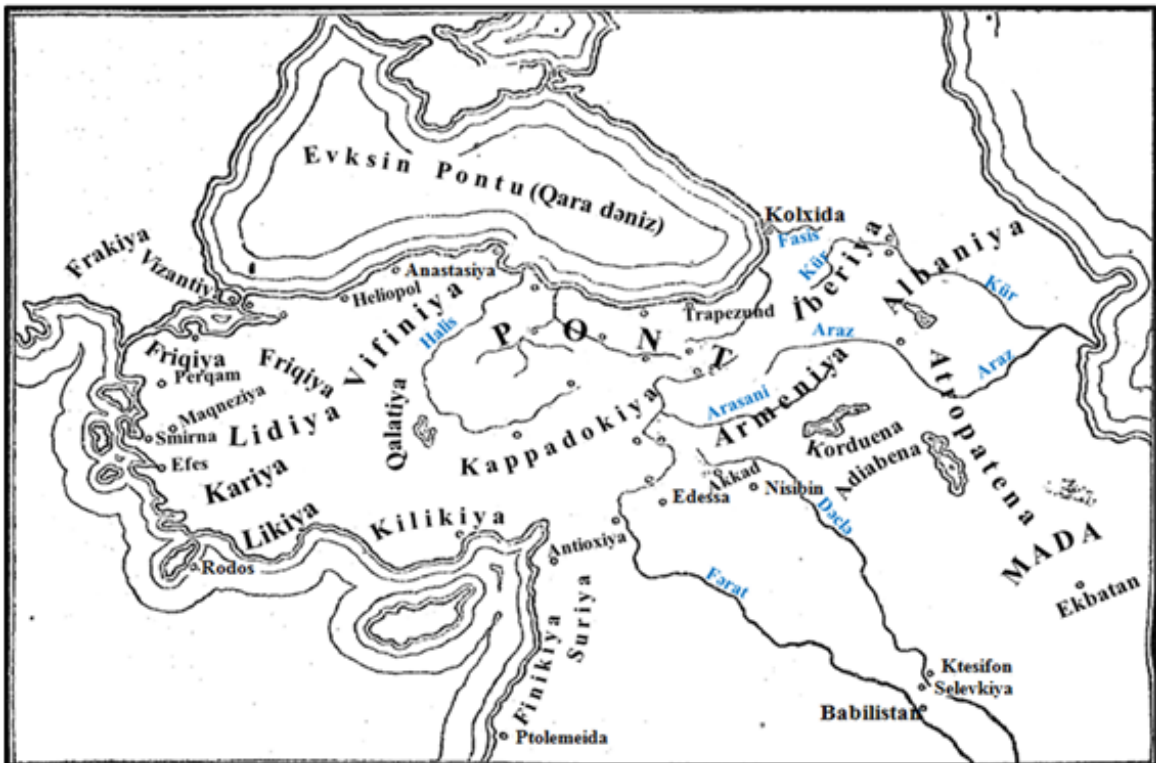 Evksin Pontu (Qara dəniz)
Kolxida
Fasis
Kür
İberiya
Albaniya
Kür
Frakiya
Vizantiy
Anastasiya
Heliopol
Vifiniya
Halis
PONT
Trapezund
Araz
Araz
Friqiya
Friqiya
Perqam
Maqneziya
Smirna
Lidiya
Efes
Qalatiya
Kappadokiya
Arasani
Armeniya
Atropatena
Korduena
Adiabena
Kariya
Likiya
Kilikiya
Edessa
Akkad
Nisibin
Dəclə
MADA
Ekbatan
Rodos
Antioxiya
Fərat
Suriya
Finikiya
Ptolemeida
Ktesifon
Selevkiya
Babilistan